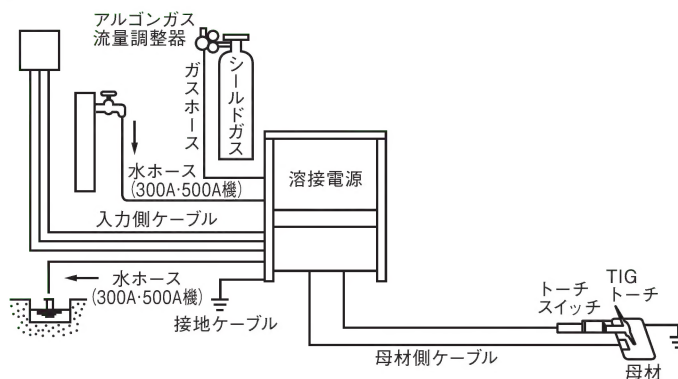 アルゴンガス
流量調整器
ガスホース
シールドガス
水ホース
(300A·500A機)
溶接電源
入力側ケーブル
水ホース
(300A·500A機)
接地ケーブル
トーチ
スイッチ
TIG
トーチ
母材側ケーブル
母材